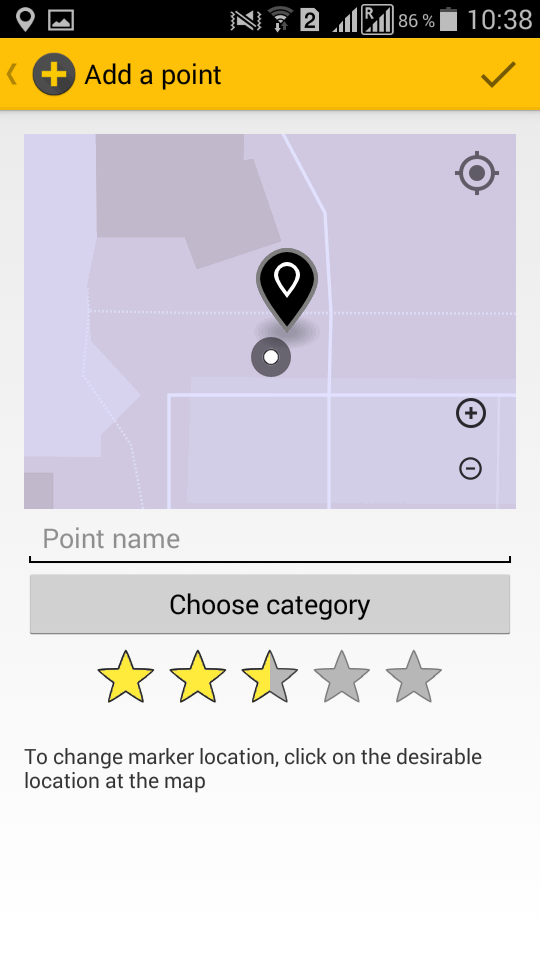 2 R 86 % 10:38
Add a point
Point name
Choose category
To change marker location, click on the desirable
location at the map